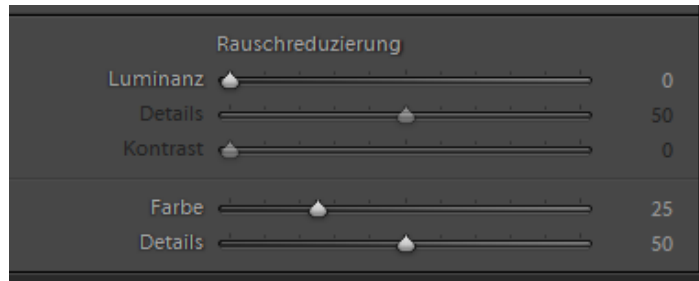 Rauschreduzierung
Luminanz 0
Details 50
Kontrast 0
Farbe 25
Details 50